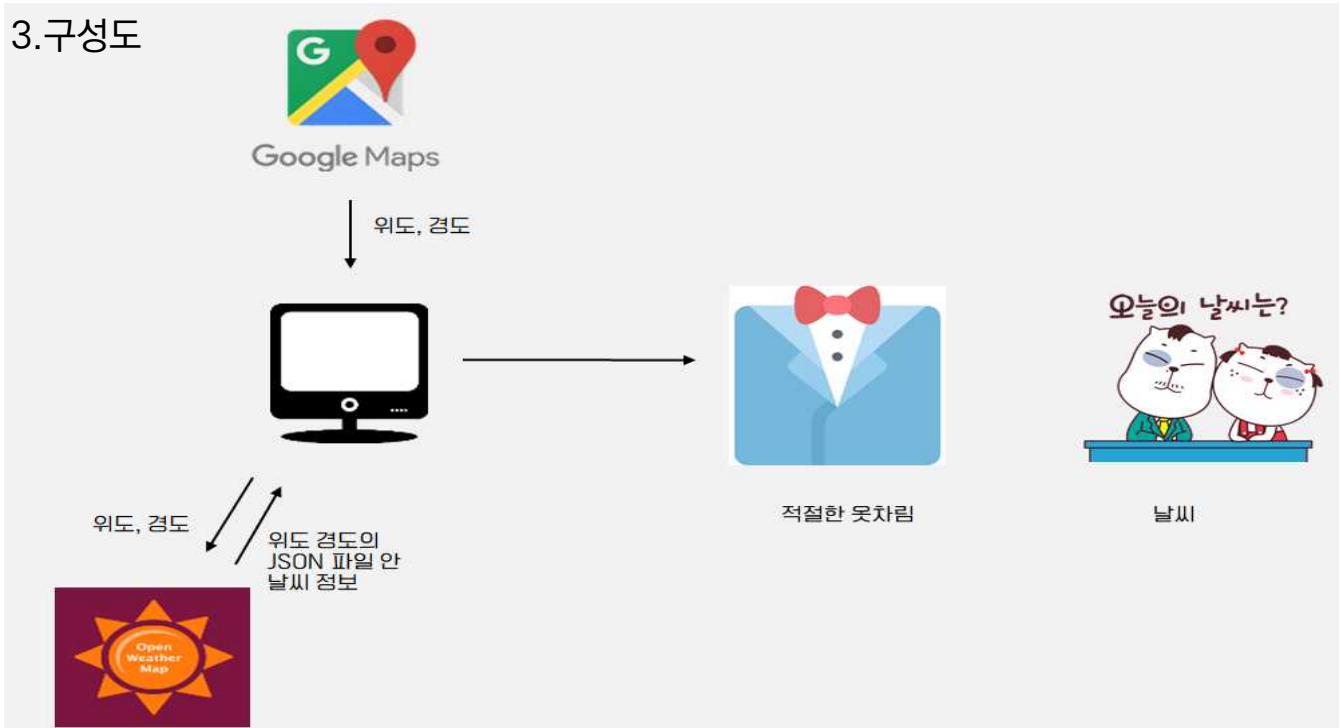 3.구성도
G
Google Maps
위도, 경도
오늘의 날씨는?
적절한 옷차림
날씨
위도, 경도
위도 경도의
JSON 파일 안
날씨 정보
Open
Weather
Map